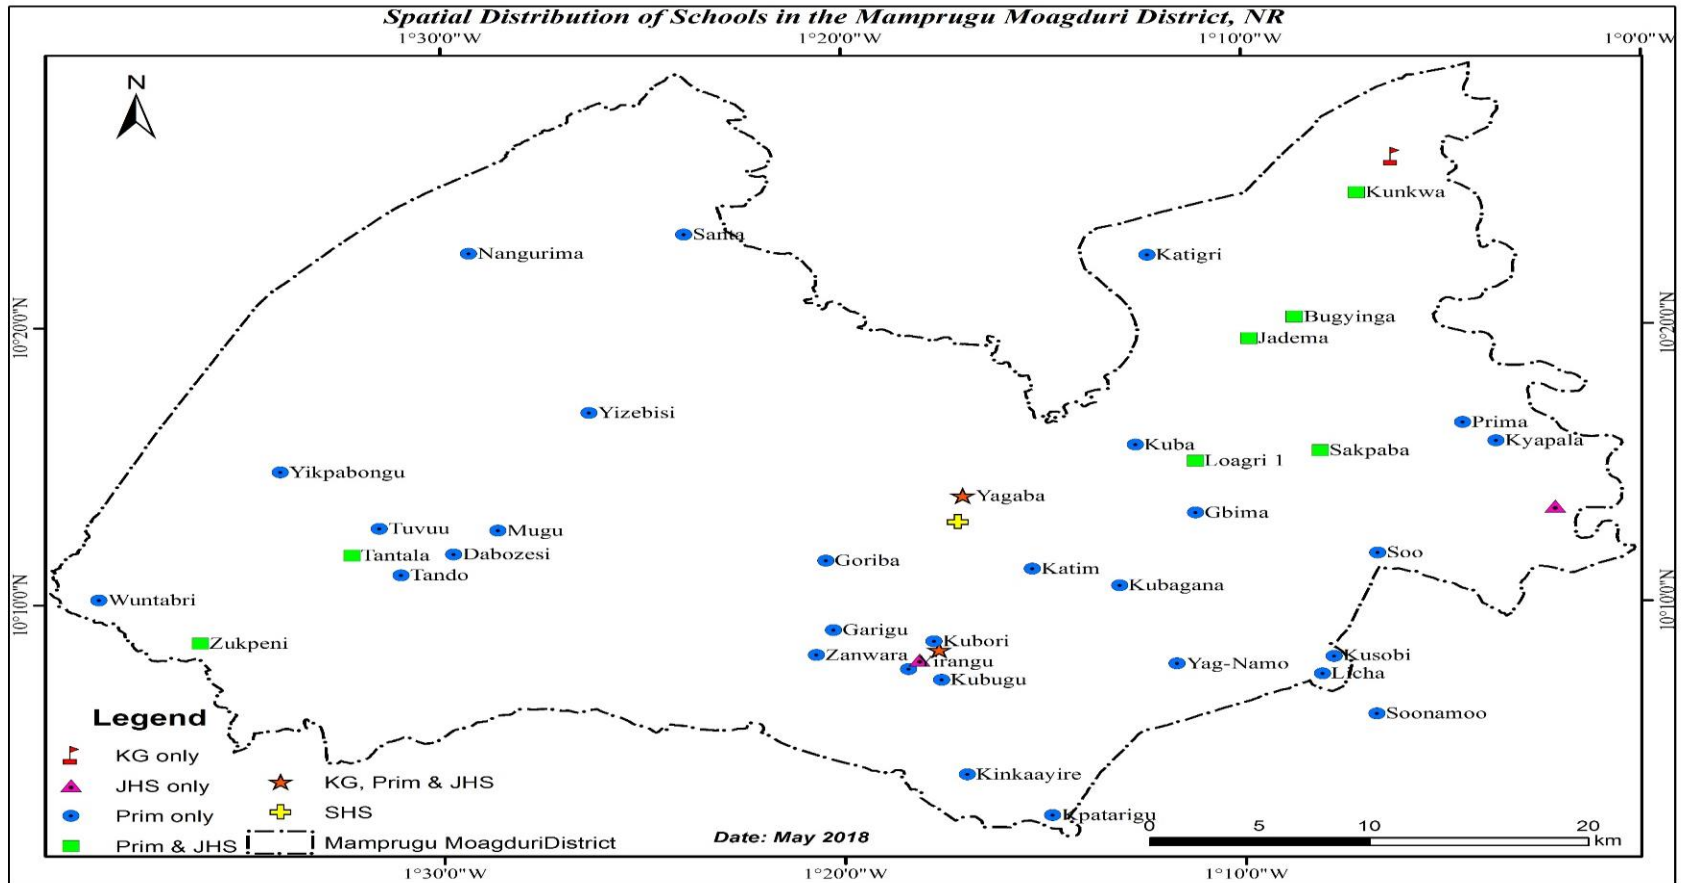 Spatial Distribution of Schools in the Mamprugu Moagduri District, NR
1°30'0"W 1°20'0"W 1°10'0"W 1°0'0"W
N
Kunkwa
Santa
Nangurima
Katigri
10°20'0"N
10°20'0"N
Bugyinga
Jadema
Yizebisi
Prima
Kyapala
Kuba
Sakpaba
Loagri 1
Yikpabongu
Yagaba
Gbima
Tuvuu
Mugu
Tantala
Dabozesi
Soo
Goriba
Katim
Tando
Kubagana
10°10'0"N
10°10'0"N
Wuntabri
Garigu
Kubori
Zukpeni
Zanwara
Yirangu
Yag-Namo
Kusobi
Licha
Kubugu
Soonamoo
Kinkaayire
Kpatarigu
Legend
KG only
JHS only
Prim only
Prim & JHS
KG, Prim & JHS
SHS
Mamprugu MoagduriDistrict
Date: May 2018
0 5 10 20
km
1°30'0"W 1°20'0"W 1°10'0"W